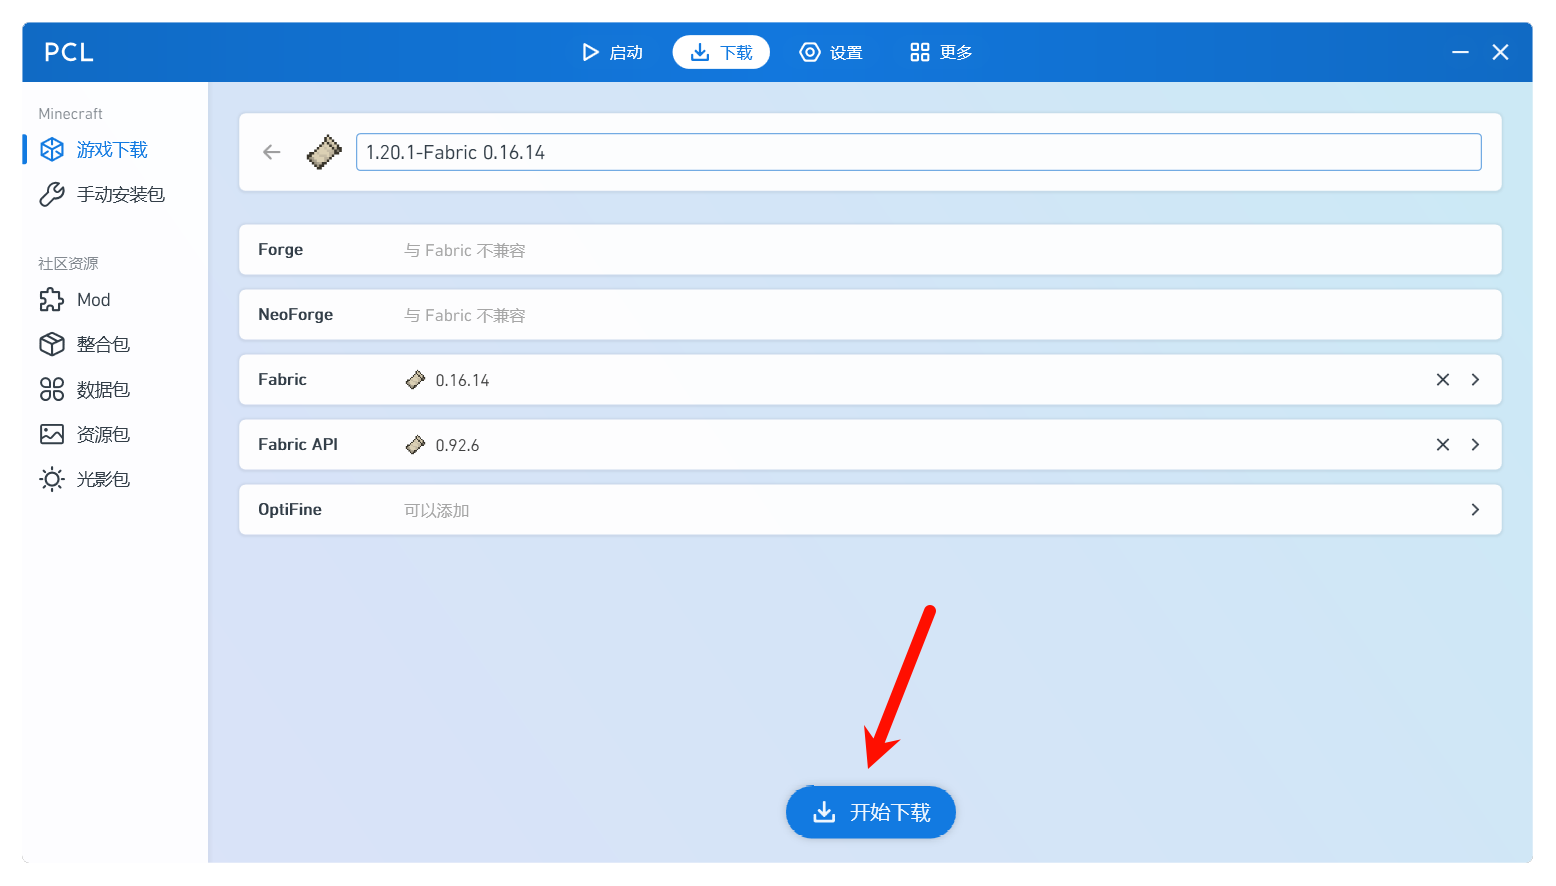 PCL
启动
下载
设置
更多
Minecraft
游戏下载
手动安装包
社区资源
Mod
整合包
数据包
资源包
光影包
1.20.1-Fabric 0.16.14
Forge 与 Fabric 不兼容
NeoForge 与 Fabric 不兼容
Fabric 0.16.14
Fabric API 0.92.6
OptiFine 可以添加
开始下载